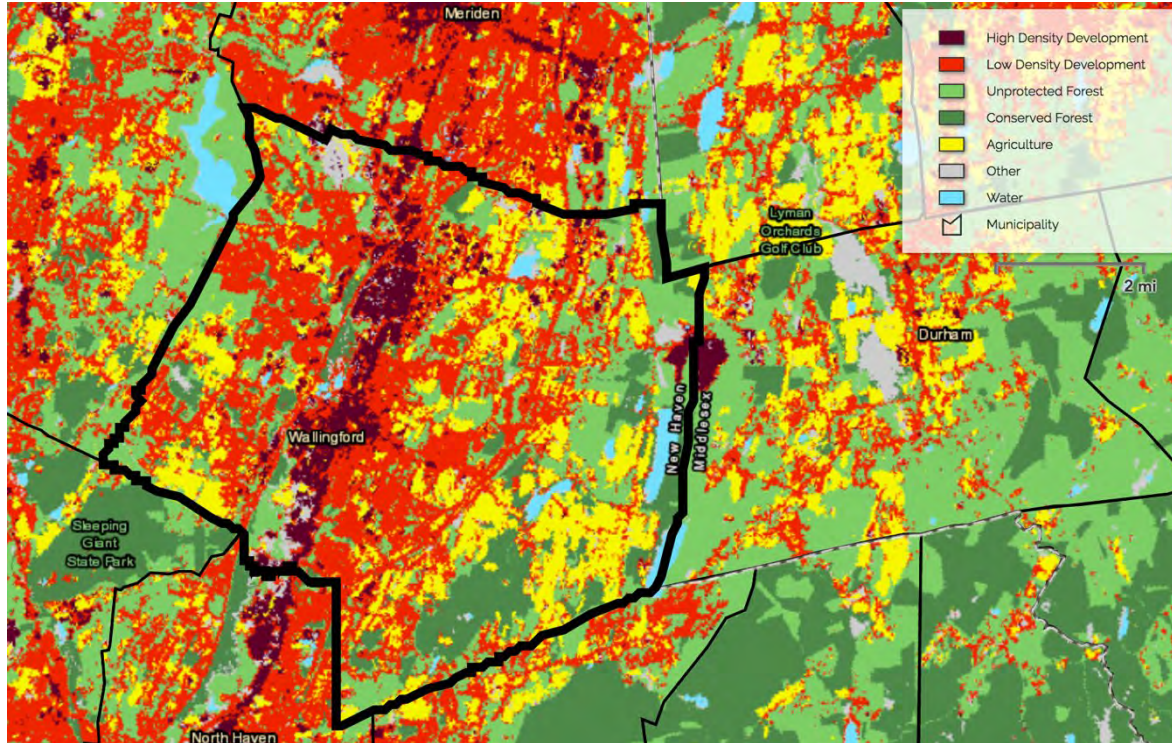 Meriden
High Density Development
Low Density Development
Unprotected Forest
Conserved Forest
Agriculture
Other
Water
Municipality
2 mi
Lyman
Orchards
Golf Club
Durham
New Haven
Middlesex
Wallingford
Sleeping
Giant
State Park
North Haven